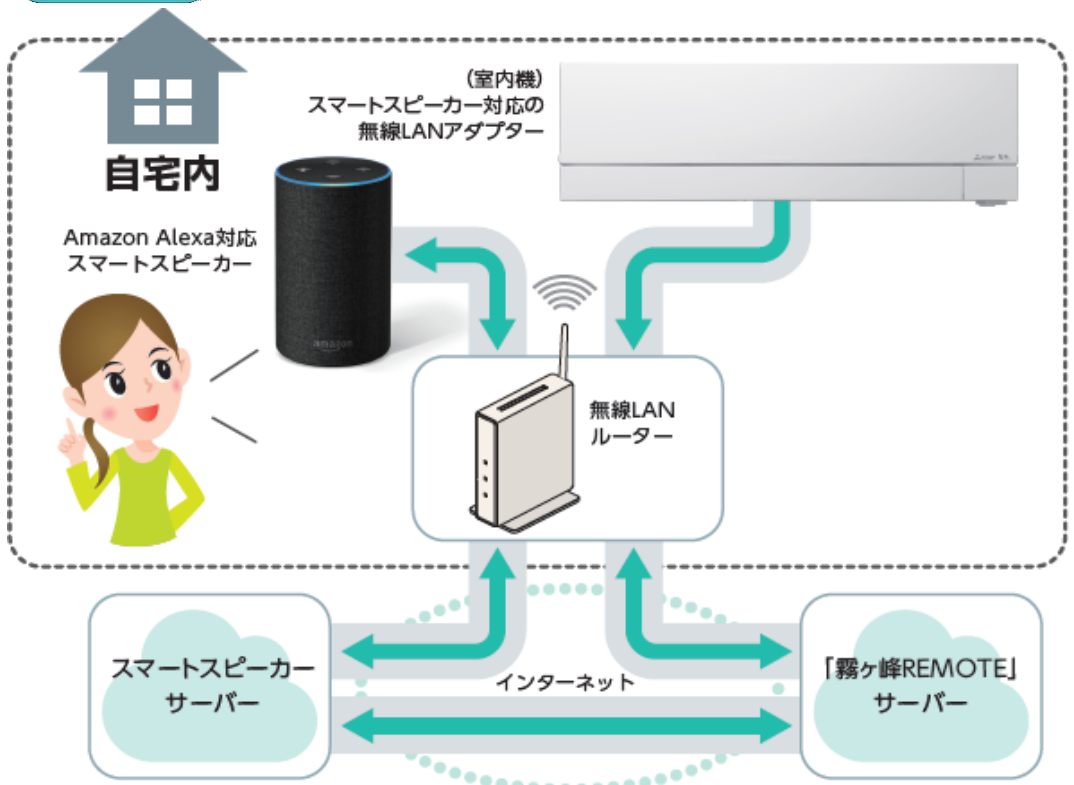 (室内機)
スマートスピーカー対応の
無線LANアダプター
自宅内
Amazon Alexa対応
スマートスピーカー
amazon
無線LAN
ルーター
スマートスピーカー
サーバー
インターネット
「霧ヶ峰REMOTE」
サーバー